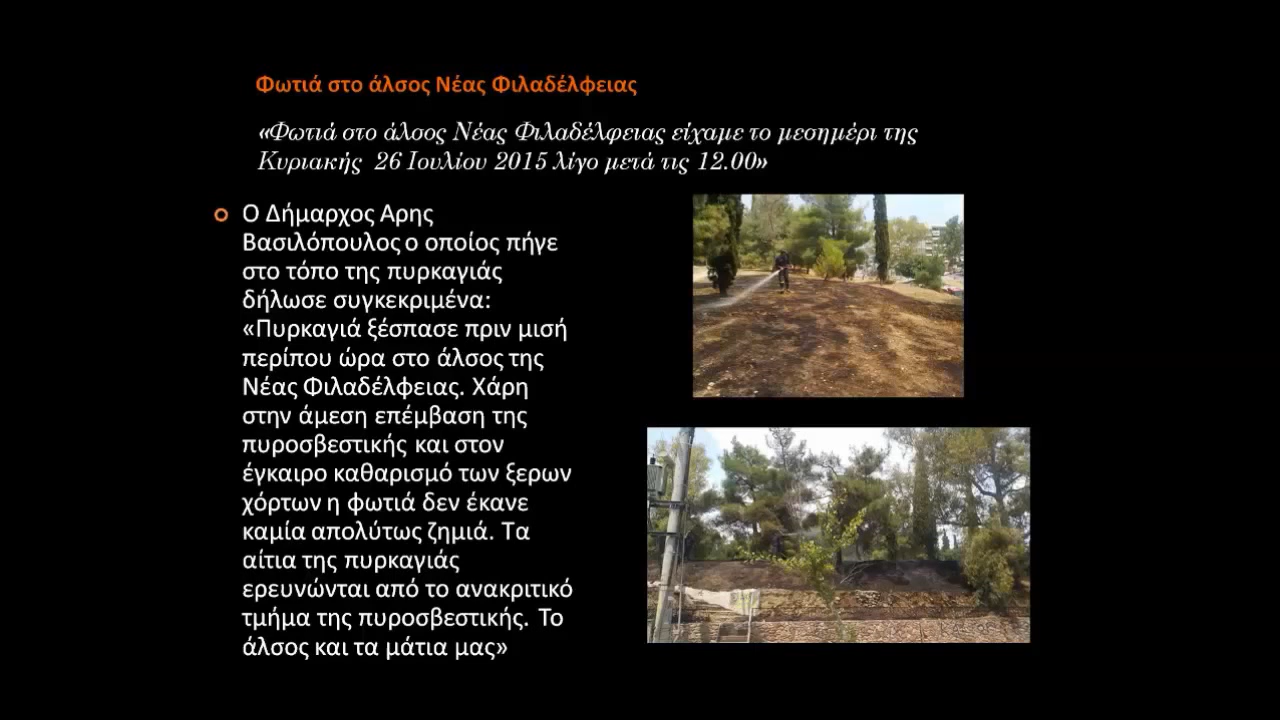 Φωτιά στο άλσος Νέας Φιλαδέλφειας
«Φωτιά στο άλσος Νέας Φιλαδέλφειας είχαμε το μεσημέρι της
Κυριακής 26 Ιουλίου 2015 λίγο μετά τις 12.00»
Ο Δήμαρχος Αρης
Βασιλόπουλος ο οποίος πήγε
στο τόπο της πυρκαγιάς
δήλωσε συγκεκριμένα:
«Πυρκαγιά ξέσπασε πριν μισή
περίπου ώρα στο άλσος της
Νέας Φιλαδέλφειας. Χάρη
στην άμεση επέμβαση της
πυροσβεστικής και στον
έγκαιρο καθαρισμό των ξερων
χόρτων η φωτιά δεν έκανε
καμία απολύτως ζημιά. Τα
αίτια της πυρκαγιάς
ερευνώνται από το ανακριτικό
τμήμα της πυροσβεστικής. Το
άλσος και τα μάτια μας»